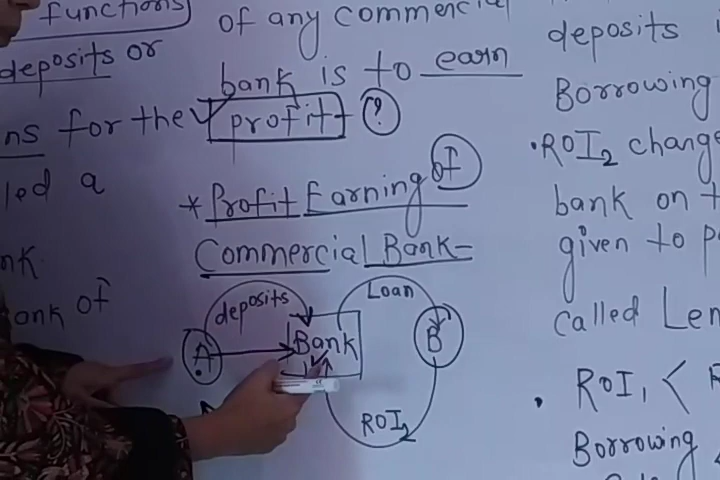 functions
deposits or
ns for the
led a
nk
ank of
of any commercial
bank is to earn
profit ?
* Profit Earning of
Commercial Bank =
deposits
Loan
A
Bank
B
ROI2
deposits
Borrowing
• ROI2 change
bank on
given to
called Len
• ROI1 <
Borrowing